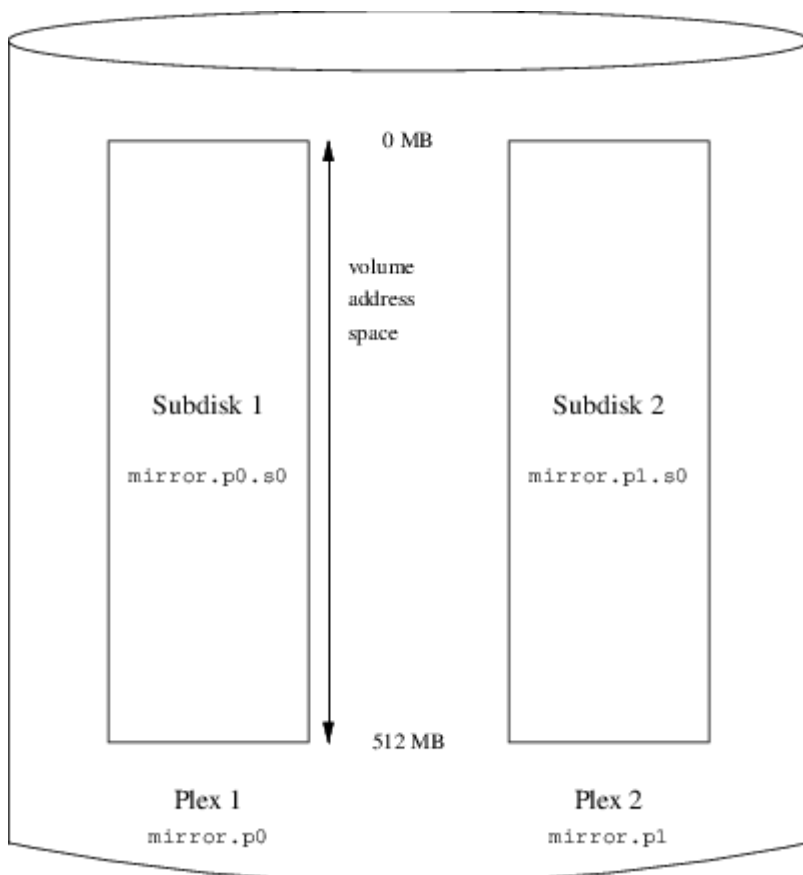 0 MB
volume
address
space
Subdisk 1
mirror.p0.s0
Subdisk 2
mirror.p1.s0
512 MB
Plex 1
mirror.p0
Plex 2
mirror.p1